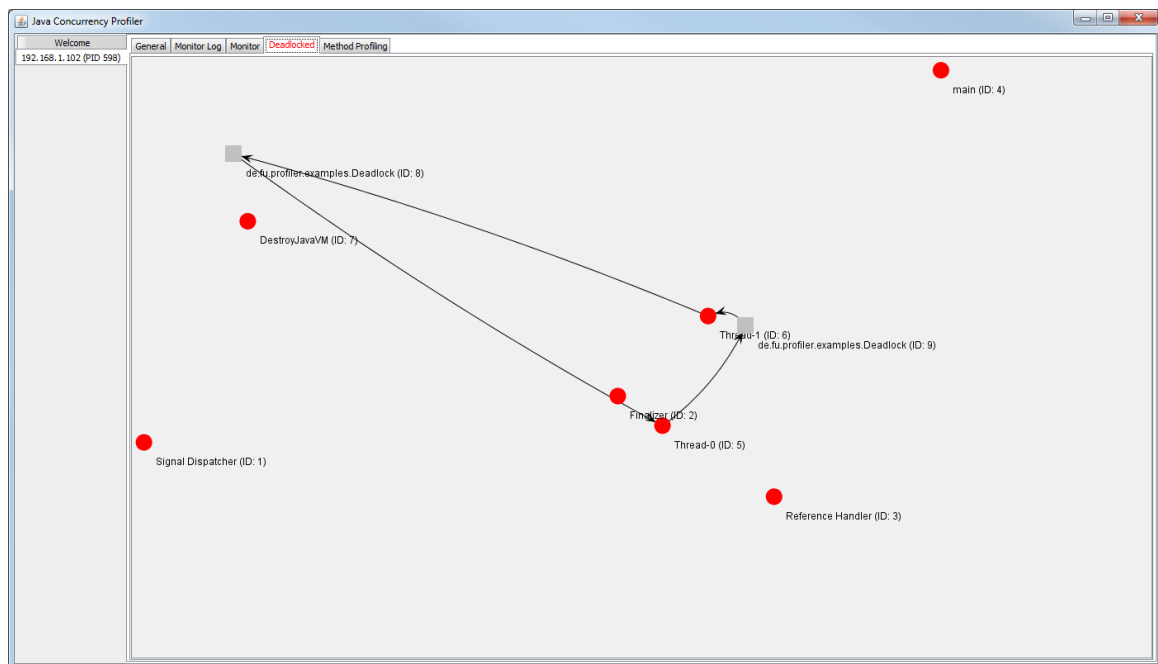 Java Concurrency Profiler
Welcome
192.168.1.102 (PID 598)
General Monitor Log Monitor Deadlocked Method Profiling
main (ID: 4)
de.fu.profiler.examples.Deadlock (ID: 8)
DestroyJavaVM (ID: 7)
Thread-1 (ID: 6)
de.fu.profiler.examples.Deadlock (ID: 9)
Finalizer (ID: 2)
Thread-0 (ID: 5)
Signal Dispatcher (ID: 1)
Reference Handler (ID: 3)